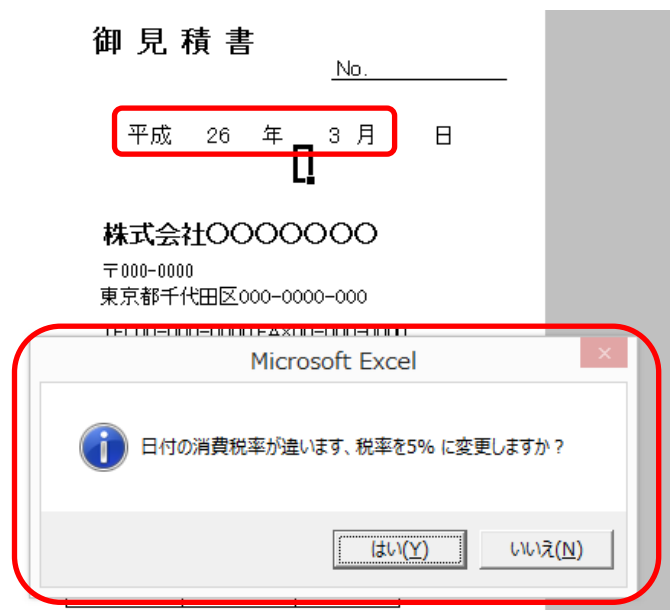 御見積書
No.
平成 26 年 3 月 日
株式会社〇〇〇〇〇〇〇
〒000-0000
東京都千代田区000-0000-000
Microsoft Excel
日付の消費税率が違います、税率を5% に変更しますか？
はい(Y) いいえ(N)